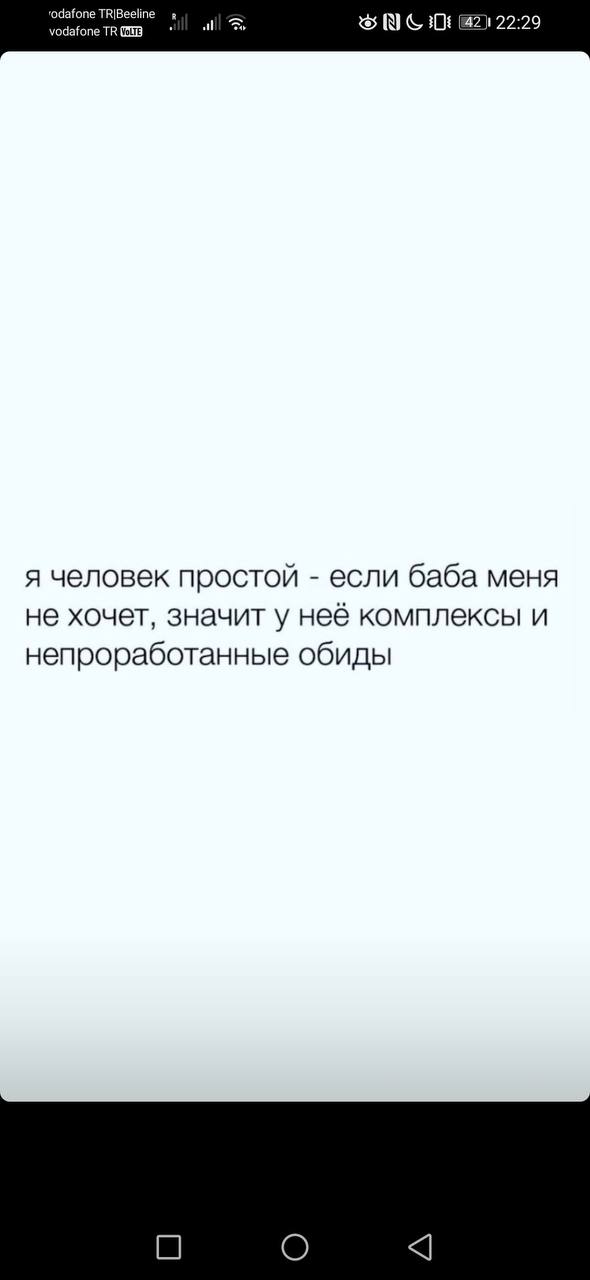 vodafone TR|Beeline
vodafone TR VoLTE
R
42
22:29
я человек простой - если баба меня
не хочет, значит у неё комплексы и
непроработанные обиды